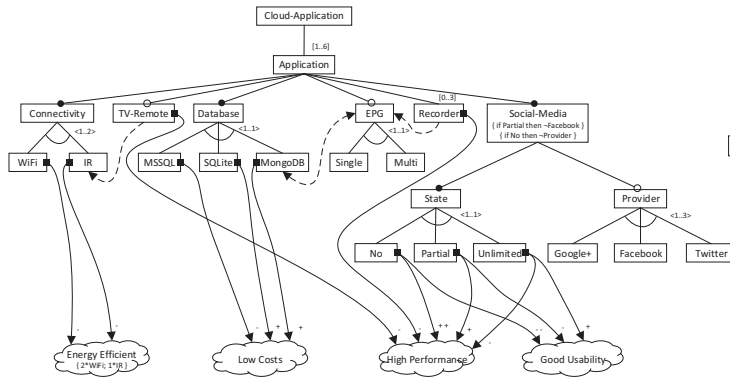 Cloud-Application
[1..6]
Application
[0..3]
Connectivity
TV-Remote
Database
EPG
Recorder
Social-Media
{ if Partial then ¬Facebook }
{ if No then ¬Provider }
<1..2>
<1..1>
<1..1>
WiFi
IR
MSSQL
SQLite
MongoDB
Single
Multi
State
Provider
<1..1>
<1..3>
No
Partial
Unlimited
Google+
Facebook
Twitter
-
-
-
+
+
-
-
++
+
-
--
-
+
Energy Efficient
{ 2*WiFi; 1*IR }
Low Costs
High Performance
Good Usability